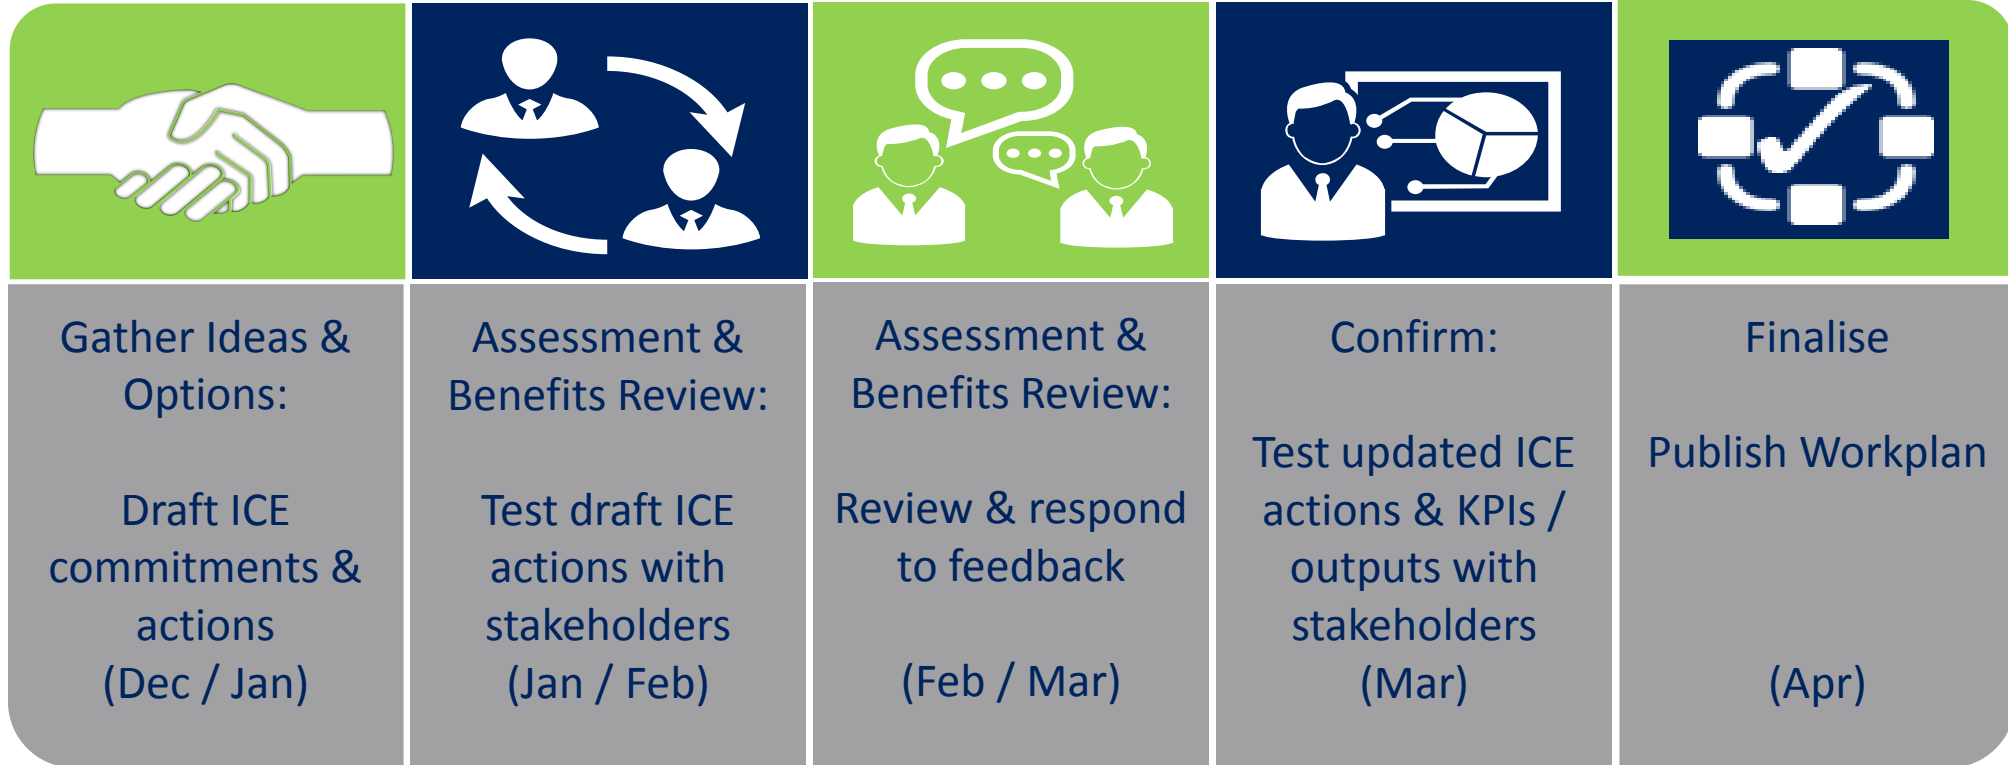 Gather Ideas &
Options:
Draft ICE
commitments &
actions
(Dec / Jan)
Assessment &
Benefits Review:
Test draft ICE
actions with
stakeholders
(Jan / Feb)
Assessment &
Benefits Review:
Review & respond
to feedback
(Feb / Mar)
Confirm:
Test updated ICE
actions & KPIs /
outputs with
stakeholders
(Mar)
Finalise
Publish Workplan
(Apr)